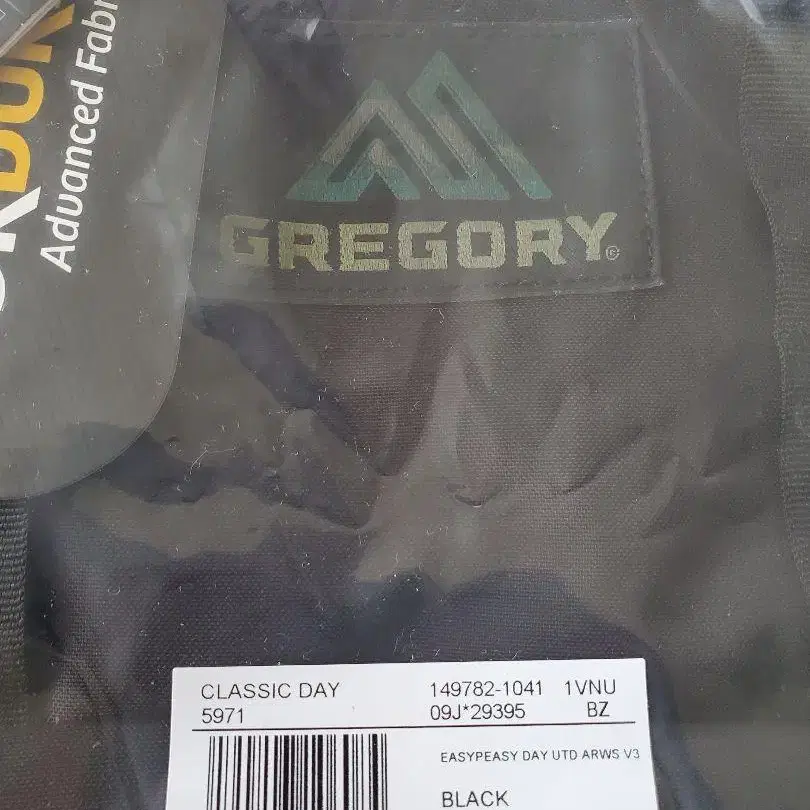 Advanced Fabri
GREGORY©
CLASSIC DAY 149782-1041 1VNU
5971 09J*29395 BZ
EASYPEASY DAY UTD ARWS V3
BLACK